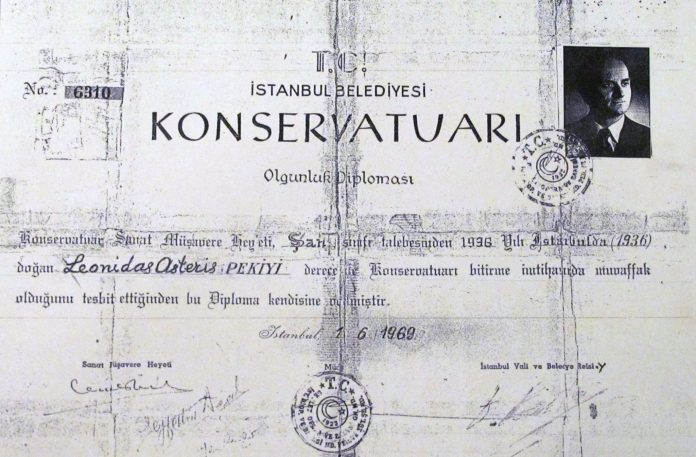 T.C.
No.: 6310
İSTANBUL BELEDİYESİ
KONSERVATUARI
Olgunluk Diploması
Konservatuar Sanat Müşavere Hey'eti, Şan sınıfı talebesinden 1936 Yılı İstanbulda (1936)
doğan Leonidas Asteris PEKİYİ derece ile Konservatuarı bitirme imtihanında muvaffak
olduğunu tesbit ettiğinden bu Diploma kendisine verilmiştir.
İstanbul, 1 6 1969
Sanat Müşavere Heyeti
İstanbul Vali ve Belediye Reisi Y
T.C.
T.C.